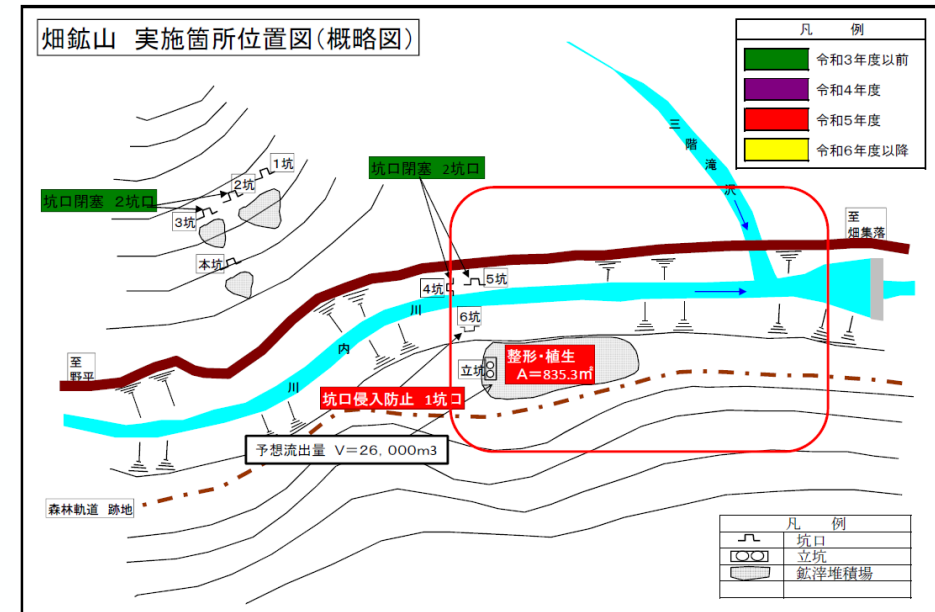 畑鉱山 実施箇所位置図(概略図)
凡 例
令和3年度以前
令和4年度
令和5年度
令和6年度以降
三階滝沢
1坑
2坑
坑口閉塞 2坑口
坑口閉塞 2坑口
3坑
至
畑集落
本坑
4坑
5坑
川内川
6坑
至
野平
立坑
整形・植生
A=835.3㎡
坑口侵入防止 1坑口
予想流出量 V=26,000m3
森林軌道 跡地
凡 例
坑口
立坑
鉱滓堆積場